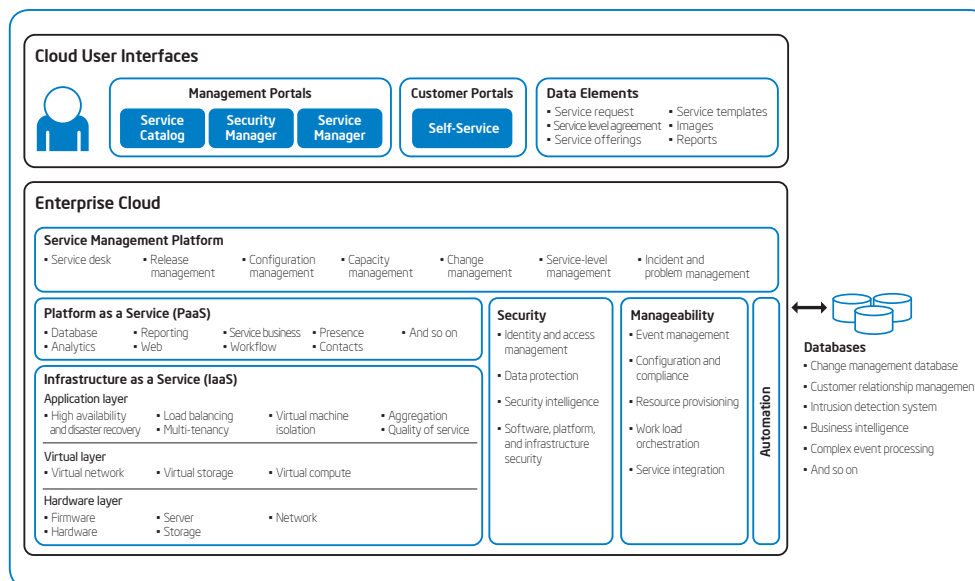 Cloud User Interfaces
Management Portals
Service
Catalog
Security
Manager
Service
Manager
Customer Portals
Self-Service
Data Elements
▪ Service request
▪ Service level agreement
▪ Service offerings
▪ Service templates
▪ Images
▪ Reports
Enterprise Cloud
Service Management Platform
▪ Service desk
▪ Release
management
▪ Configuration
management
▪ Capacity
management
▪ Change
management
▪ Service-level
management
▪ Incident and
problem management
Platform as a Service (PaaS)
▪ Database
▪ Analytics
▪ Reporting
▪ Web
▪ Service business
▪ Workflow
▪ Presence
▪ Contacts
▪ And so on
Infrastructure as a Service (IaaS)
Application layer
▪ High availability
and disaster recovery
▪ Load balancing
▪ Multi-tenancy
▪ Virtual machine
isolation
▪ Aggregation
▪ Quality of service
Virtual layer
▪ Virtual network
▪ Virtual storage
▪ Virtual compute
Hardware layer
▪ Firmware
▪ Hardware
▪ Server
▪ Storage
▪ Network
Security
▪ Identity and access
management
▪ Data protection
▪ Security intelligence
▪ Software, platform,
and infrastructure
security
Manageability
▪ Event management
▪ Configuration and
compliance
▪ Resource provisioning
▪ Work load
orchestration
▪ Service integration
Automation
Databases
▪ Change management database
▪ Customer relationship management
▪ Intrusion detection system
▪ Business intelligence
▪ Complex event processing
▪ And so on